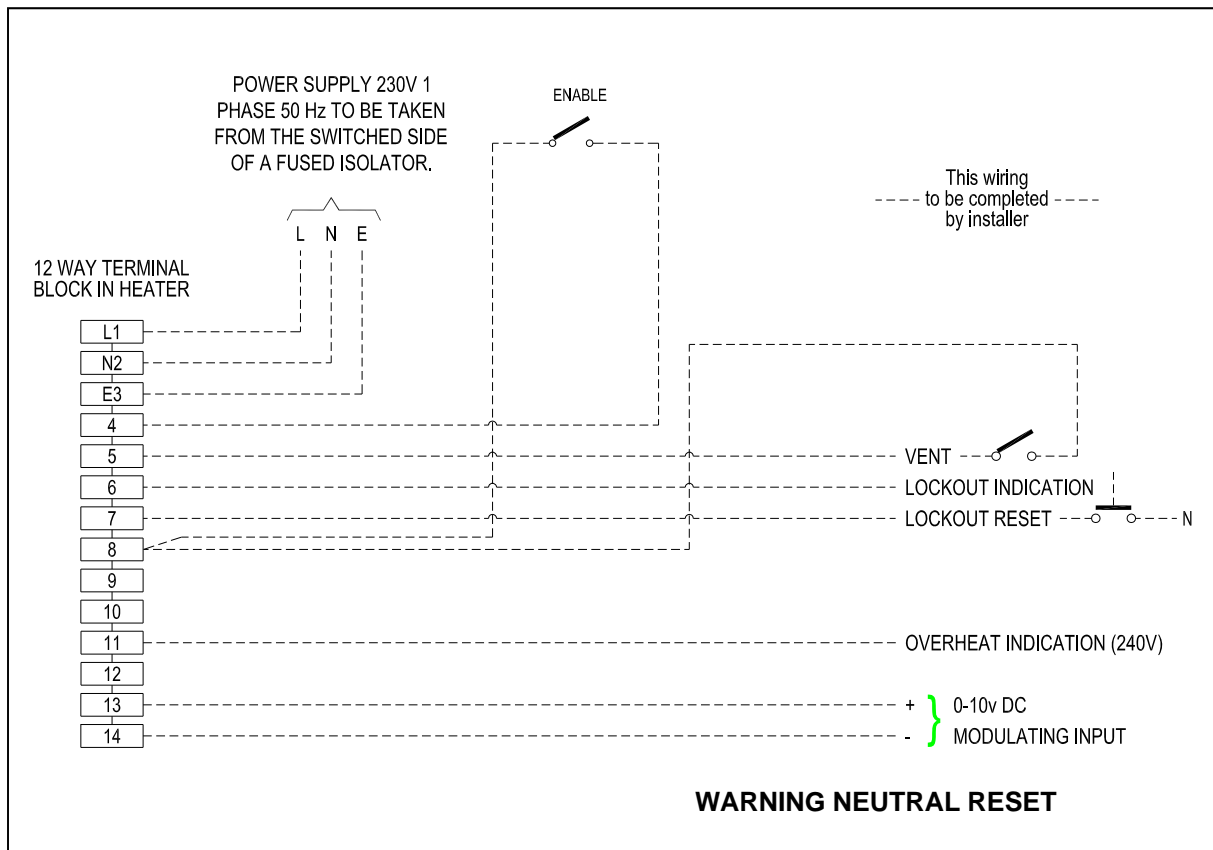 POWER SUPPLY 230V 1
PHASE 50 Hz TO BE TAKEN
FROM THE SWITCHED SIDE
OF A FUSED ISOLATOR.
ENABLE
This wiring
to be completed
by installer
L N E
12 WAY TERMINAL
BLOCK IN HEATER
L1
N2
E3
4
5 VENT
6 LOCKOUT INDICATION
7 LOCKOUT RESET N
8
9
10
11 OVERHEAT INDICATION (240V)
12
13 + 0-10v DC
14 - MODULATING INPUT
WARNING NEUTRAL RESET